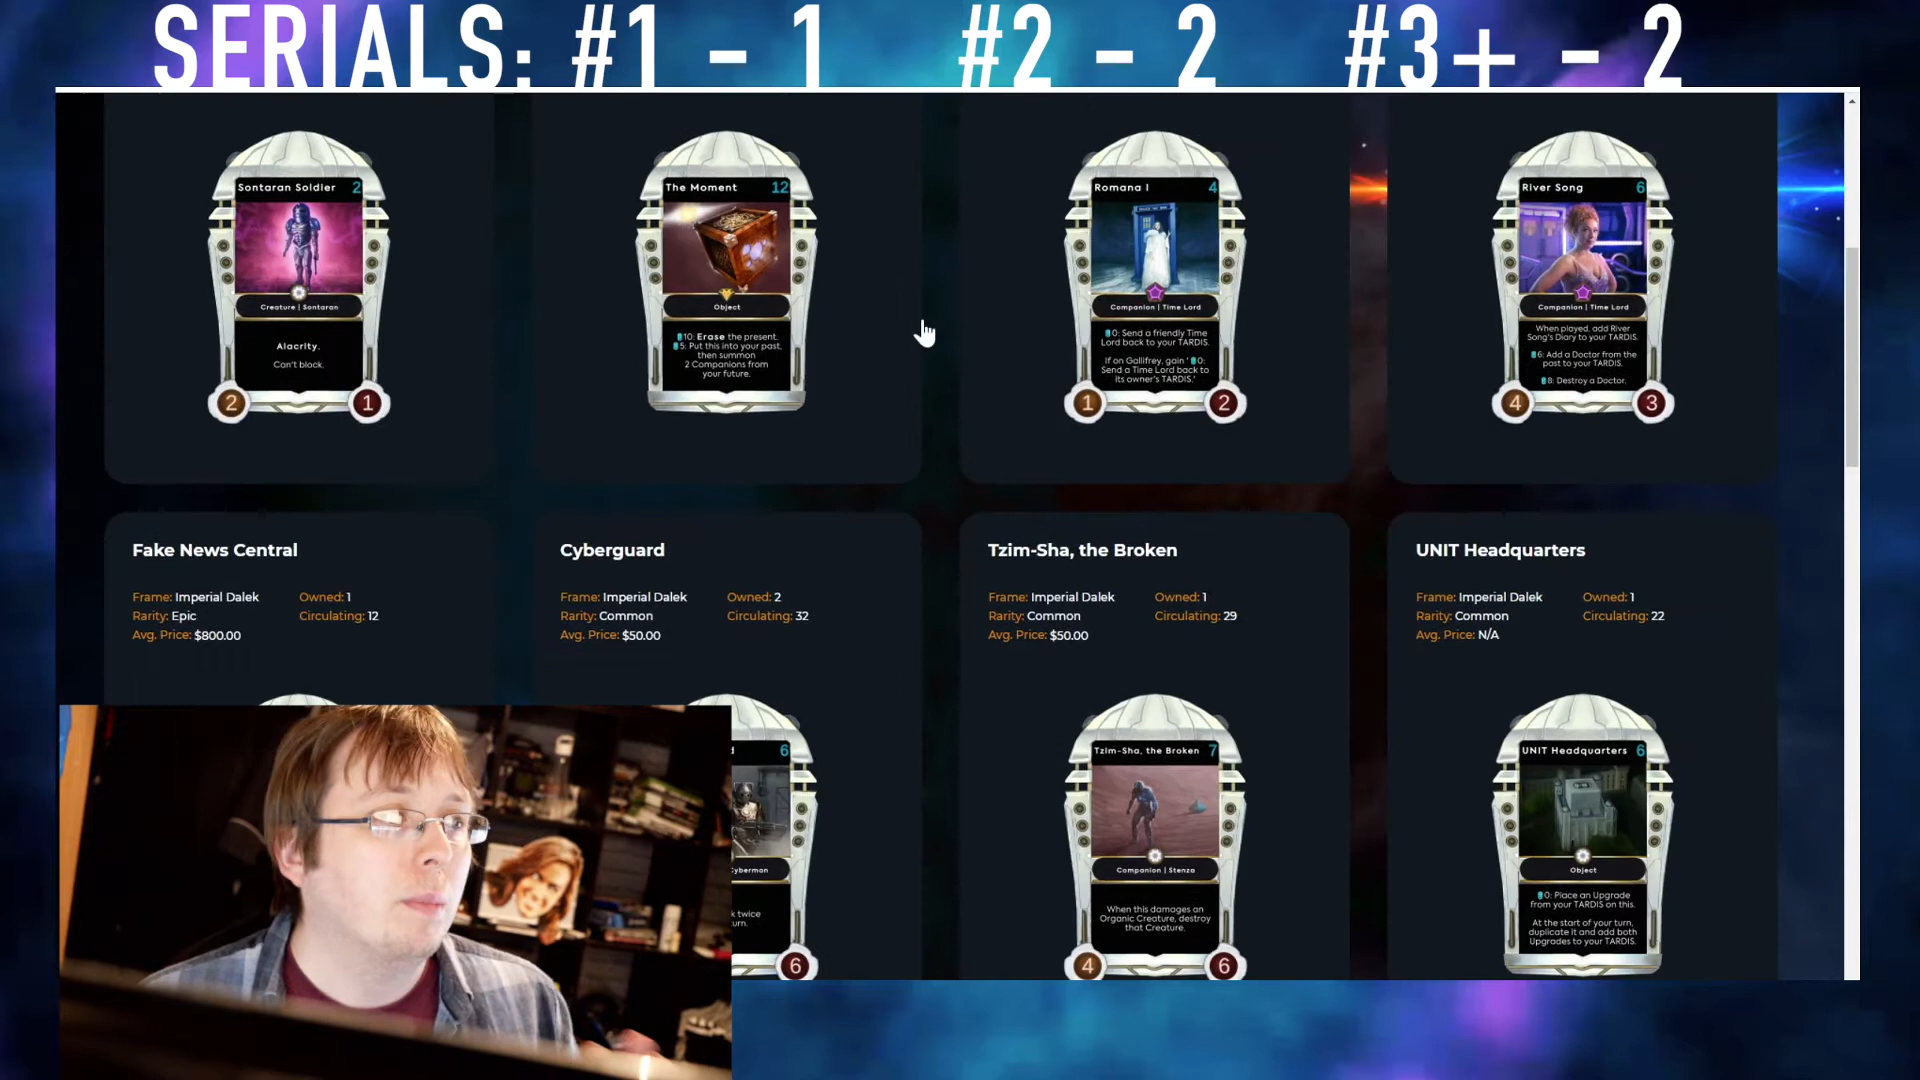 SERIALS: #1 - 1 #2 - 2 #3+ - 2
Sontaran Soldier 2
Creature | Sontaran
Alacrity.
Can't block.
2 1
The Moment 12
Object
10: Erase the present.
5: Put this into your past,
then summon
2 Companions from
your future.
Romana I 4
Companion | Time Lord
0: Send a friendly Time
Lord back to your TARDIS.
If on Gallifrey, gain ' 0:
Send a Time Lord back to
its owner's TARDIS.'
1 2
River Song 6
Companion | Time Lord
When played, add River
Song's Diary to your TARDIS.
6: Add a Doctor from the
past to your TARDIS.
8: Destroy a Doctor.
4 3
Fake News Central
Frame: Imperial Dalek Owned: 1
Rarity: Epic Circulating: 12
Avg. Price: $800.00
Cyberguard
Frame: Imperial Dalek Owned: 2
Rarity: Common Circulating: 32
Avg. Price: $50.00
Tzim-Sha, the Broken
Frame: Imperial Dalek Owned: 1
Rarity: Common Circulating: 29
Avg. Price: $50.00
UNIT Headquarters
Frame: Imperial Dalek Owned: 1
Rarity: Common Circulating: 22
Avg. Price: N/A
d 6
yberman
k twice
urn.
6
Tzim-Sha, the Broken 7
Companion | Stenza
When this damages an
Organic Creature, destroy
that Creature.
4 6
UNIT Headquarters 6
Object
0: Place an Upgrade
from your TARDIS on this.
At the start of your turn,
duplicate it and add both
Upgrades to your TARDIS.